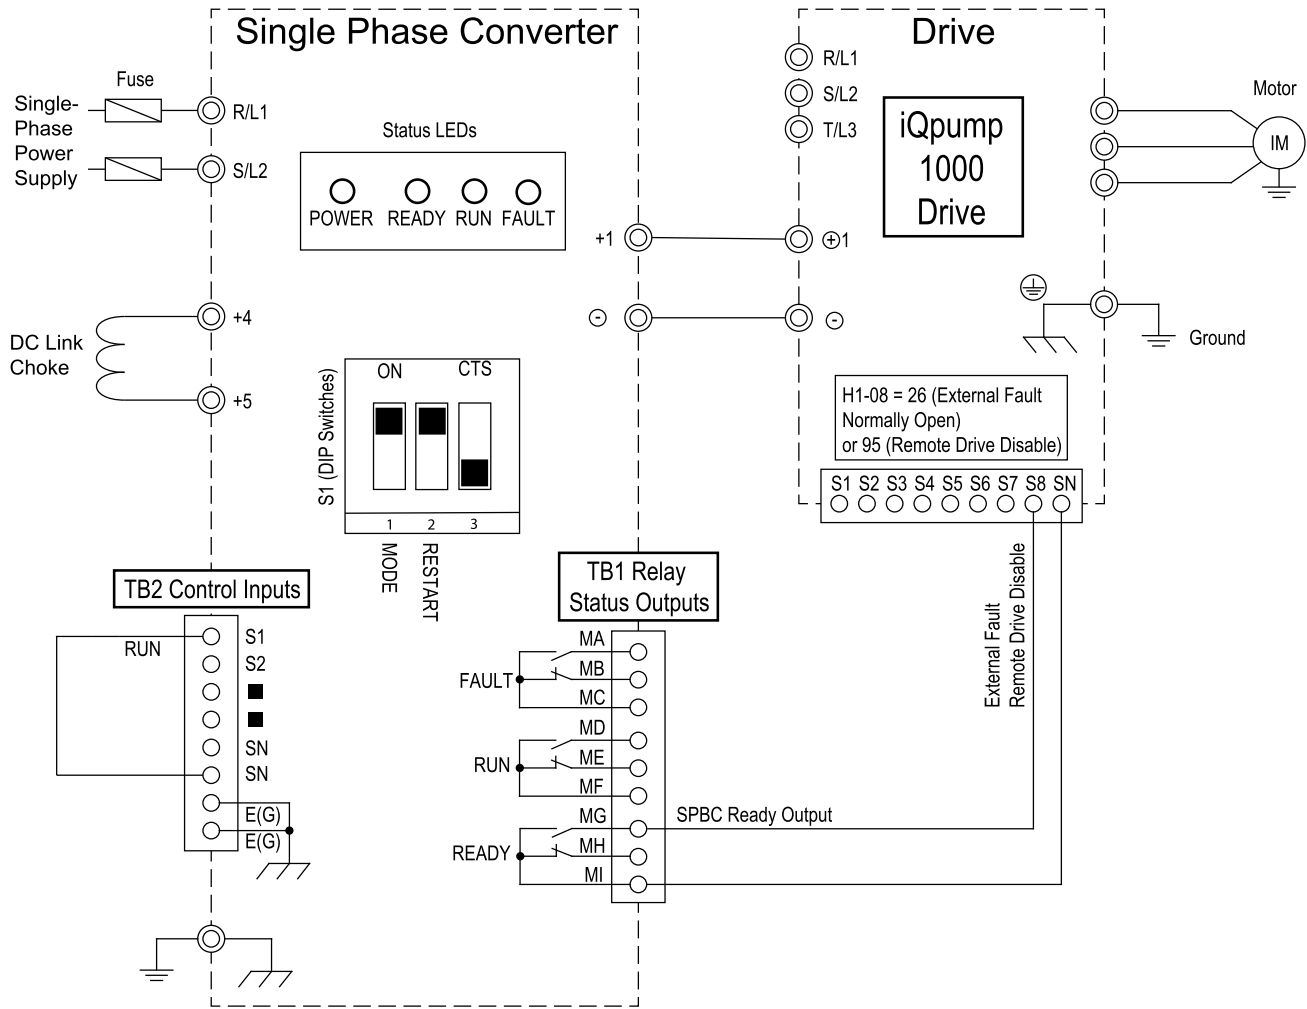 Single Phase Converter
Drive
Fuse
Single-
Phase
Power
Supply
R/L1
S/L2
Status LEDs
POWER
READY
RUN
FAULT
R/L1
S/L2
T/L3
iQpump
1000
Drive
Motor
IM
+1
+1
-
-
DC Link
Choke
+4
+5
Ground
S1 (DIP Switches)
ON
CTS
1
2
3
MODE
RESTART
H1-08 = 26 (External Fault
Normally Open)
or 95 (Remote Drive Disable)
S1 S2 S3 S4 S5 S6 S7 S8 SN
External Fault
Remote Drive Disable
TB2 Control Inputs
RUN
S1
S2
SN
SN
E(G)
E(G)
TB1 Relay
Status Outputs
FAULT
MA
MB
MC
RUN
MD
ME
MF
READY
MG
MH
MI
SPBC Ready Output